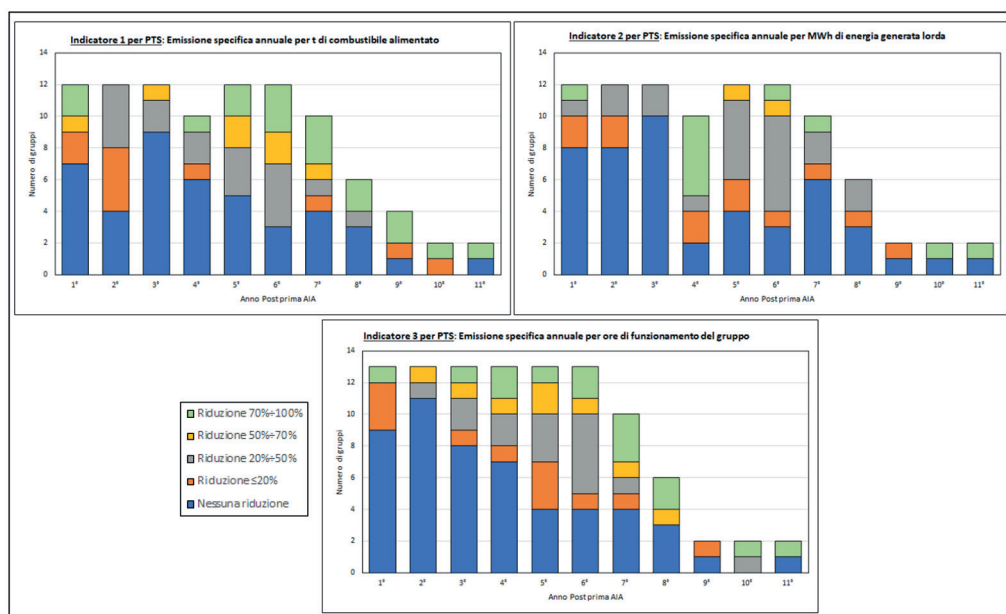 Indicatore 1 per PTS: Emissione specifica annuale per t di combustibile alimentato
Numero di gruppi
14
12
10
8
6
4
2
0
1° 2° 3° 4° 5° 6° 7° 8° 9° 10° 11°
Anno Post prima AIA
Indicatore 2 per PTS: Emissione specifica annuale per MWh di energia generata lorda
Numero di gruppi
14
12
10
8
6
4
2
0
1° 2° 3° 4° 5° 6° 7° 8° 9° 10° 11°
Anno Post prima AIA
Indicatore 3 per PTS: Emissione specifica annuale per ore di funzionamento del gruppo
Numero di gruppi
14
12
10
8
6
4
2
0
1° 2° 3° 4° 5° 6° 7° 8° 9° 10° 11°
Anno Post prima AIA
Riduzione 70%÷100%
Riduzione 50%÷70%
Riduzione 20%÷50%
Riduzione ≤20%
Nessuna riduzione